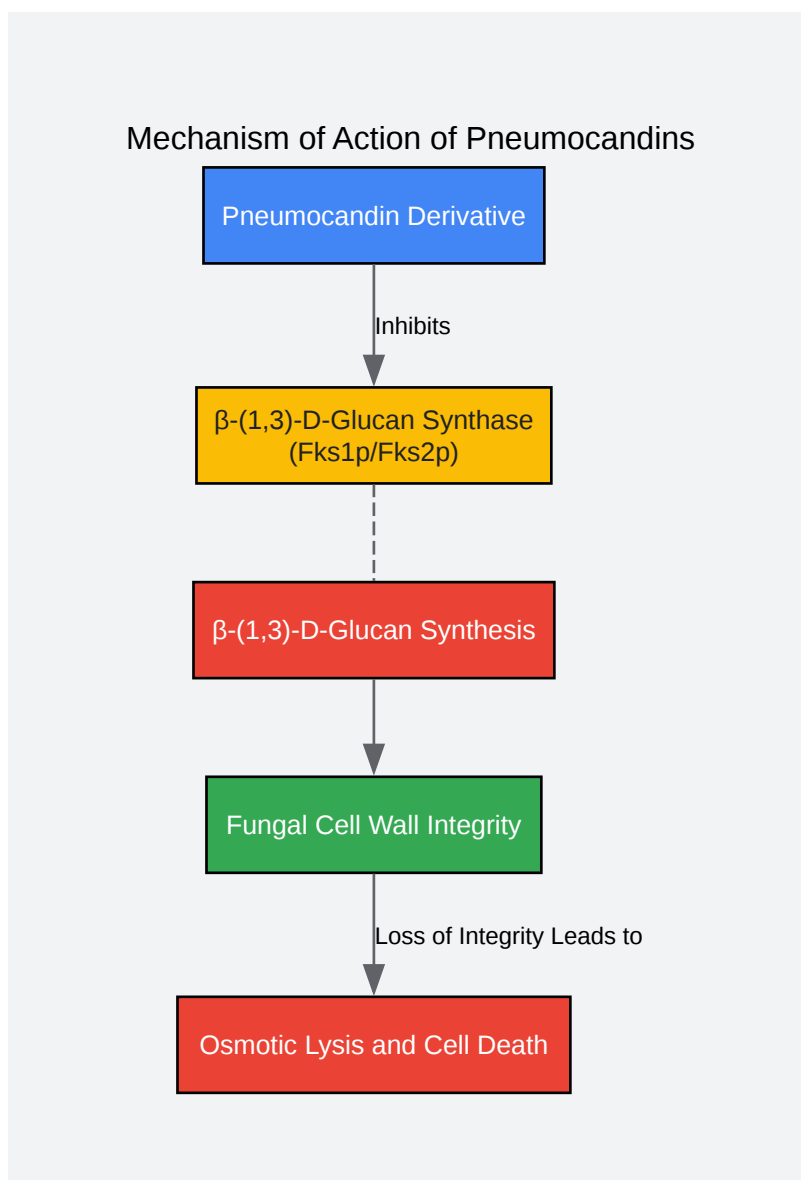 Mechanism of Action of Pneumocandins
Pneumocandin Derivative
Inhibits
β-(1,3)-D-Glucan Synthase
(Fks1p/Fks2p)
β-(1,3)-D-Glucan Synthesis
Fungal Cell Wall Integrity
Loss of Integrity Leads to
Osmotic Lysis and Cell Death